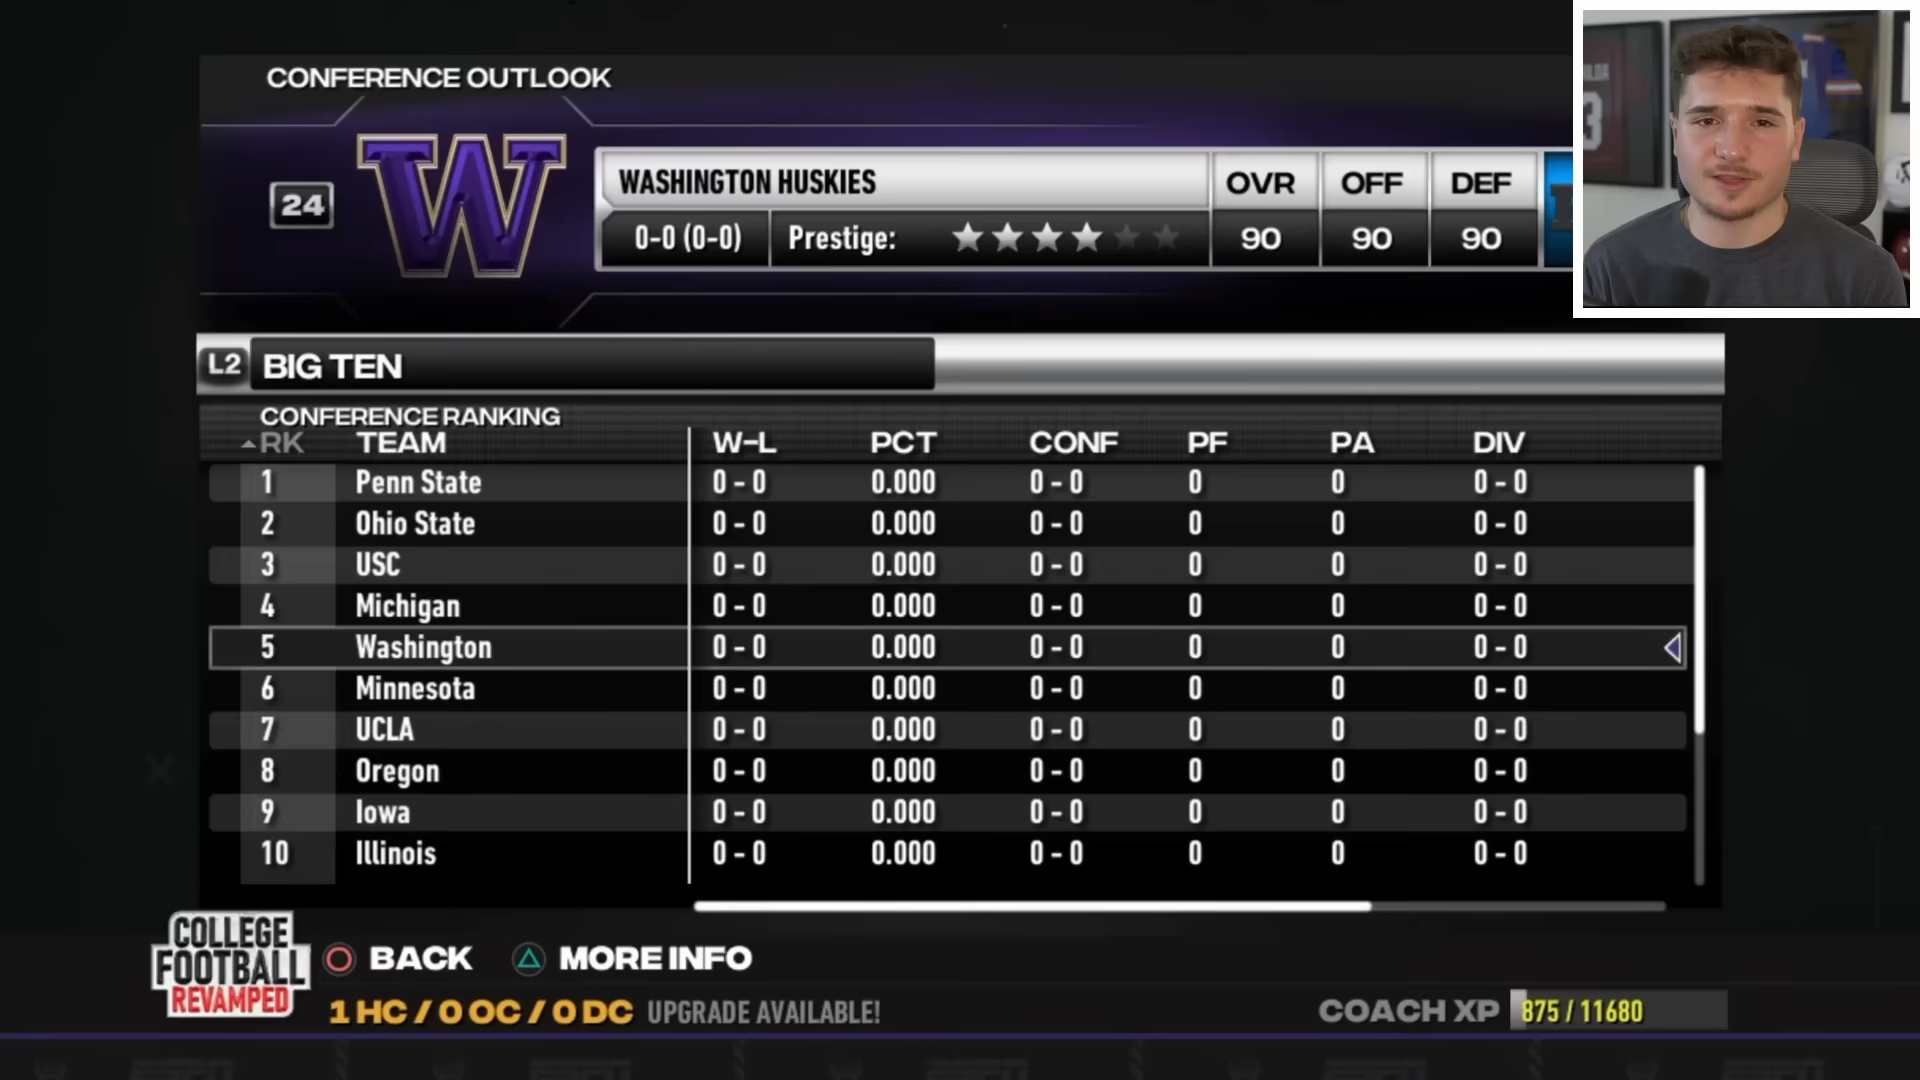 CONFERENCE OUTLOOK
24
WASHINGTON HUSKIES OVR OFF DEF
0-0 (0-0) Prestige: 90 90 90
L2 BIG TEN
CONFERENCE RANKING
RK TEAM W-L PCT CONF PF PA DIV
1 Penn State 0 - 0 0.000 0 - 0 0 0 0 - 0
2 Ohio State 0 - 0 0.000 0 - 0 0 0 0 - 0
3 USC 0 - 0 0.000 0 - 0 0 0 0 - 0
4 Michigan 0 - 0 0.000 0 - 0 0 0 0 - 0
5 Washington 0 - 0 0.000 0 - 0 0 0 0 - 0
6 Minnesota 0 - 0 0.000 0 - 0 0 0 0 - 0
7 UCLA 0 - 0 0.000 0 - 0 0 0 0 - 0
8 Oregon 0 - 0 0.000 0 - 0 0 0 0 - 0
9 Iowa 0 - 0 0.000 0 - 0 0 0 0 - 0
10 Illinois 0 - 0 0.000 0 - 0 0 0 0 - 0
COLLEGE
FOOTBALL
REVAMPED
BACK MORE INFO
1 HC / 0 OC / 0 DC UPGRADE AVAILABLE!
COACH XP 875 / 11680